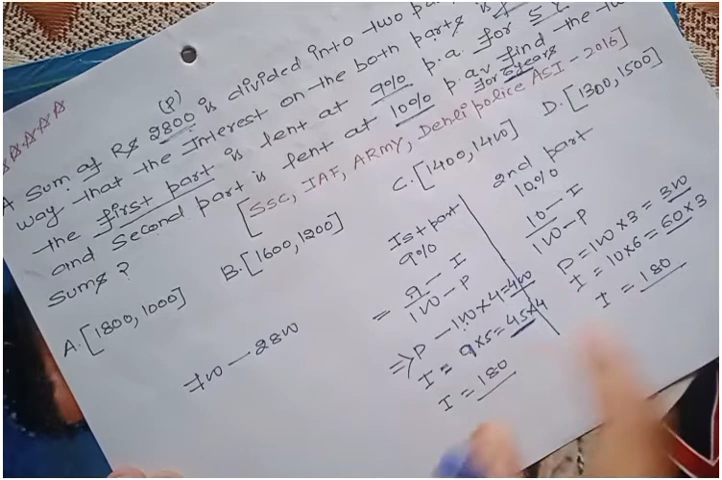 ☆☆☆☆☆
(P)
A sum of Rs 2800 is divided into two
way that the Interest on the both parts is
the first part is lent at 9% p.a for 5
and second part is lent at 10% p.a for 6 years find the
sums?
[SSC, IAF, ARMY, Dehli police ASI-2016]
A. [1800, 1000] B. [1600, 1200] C. [1400, 1400] D. [1300, 1500]
Ist part
9%
= 9 - I
100 - P
=> P - 100 x 4 = 400
I = 9 x 5 = 45 x 4
I = 180
2nd part
10%
10 - I
100 - P
P = 100 x 3 = 300
I = 10 x 6 = 60 x 3
I = 180
700 - 2800